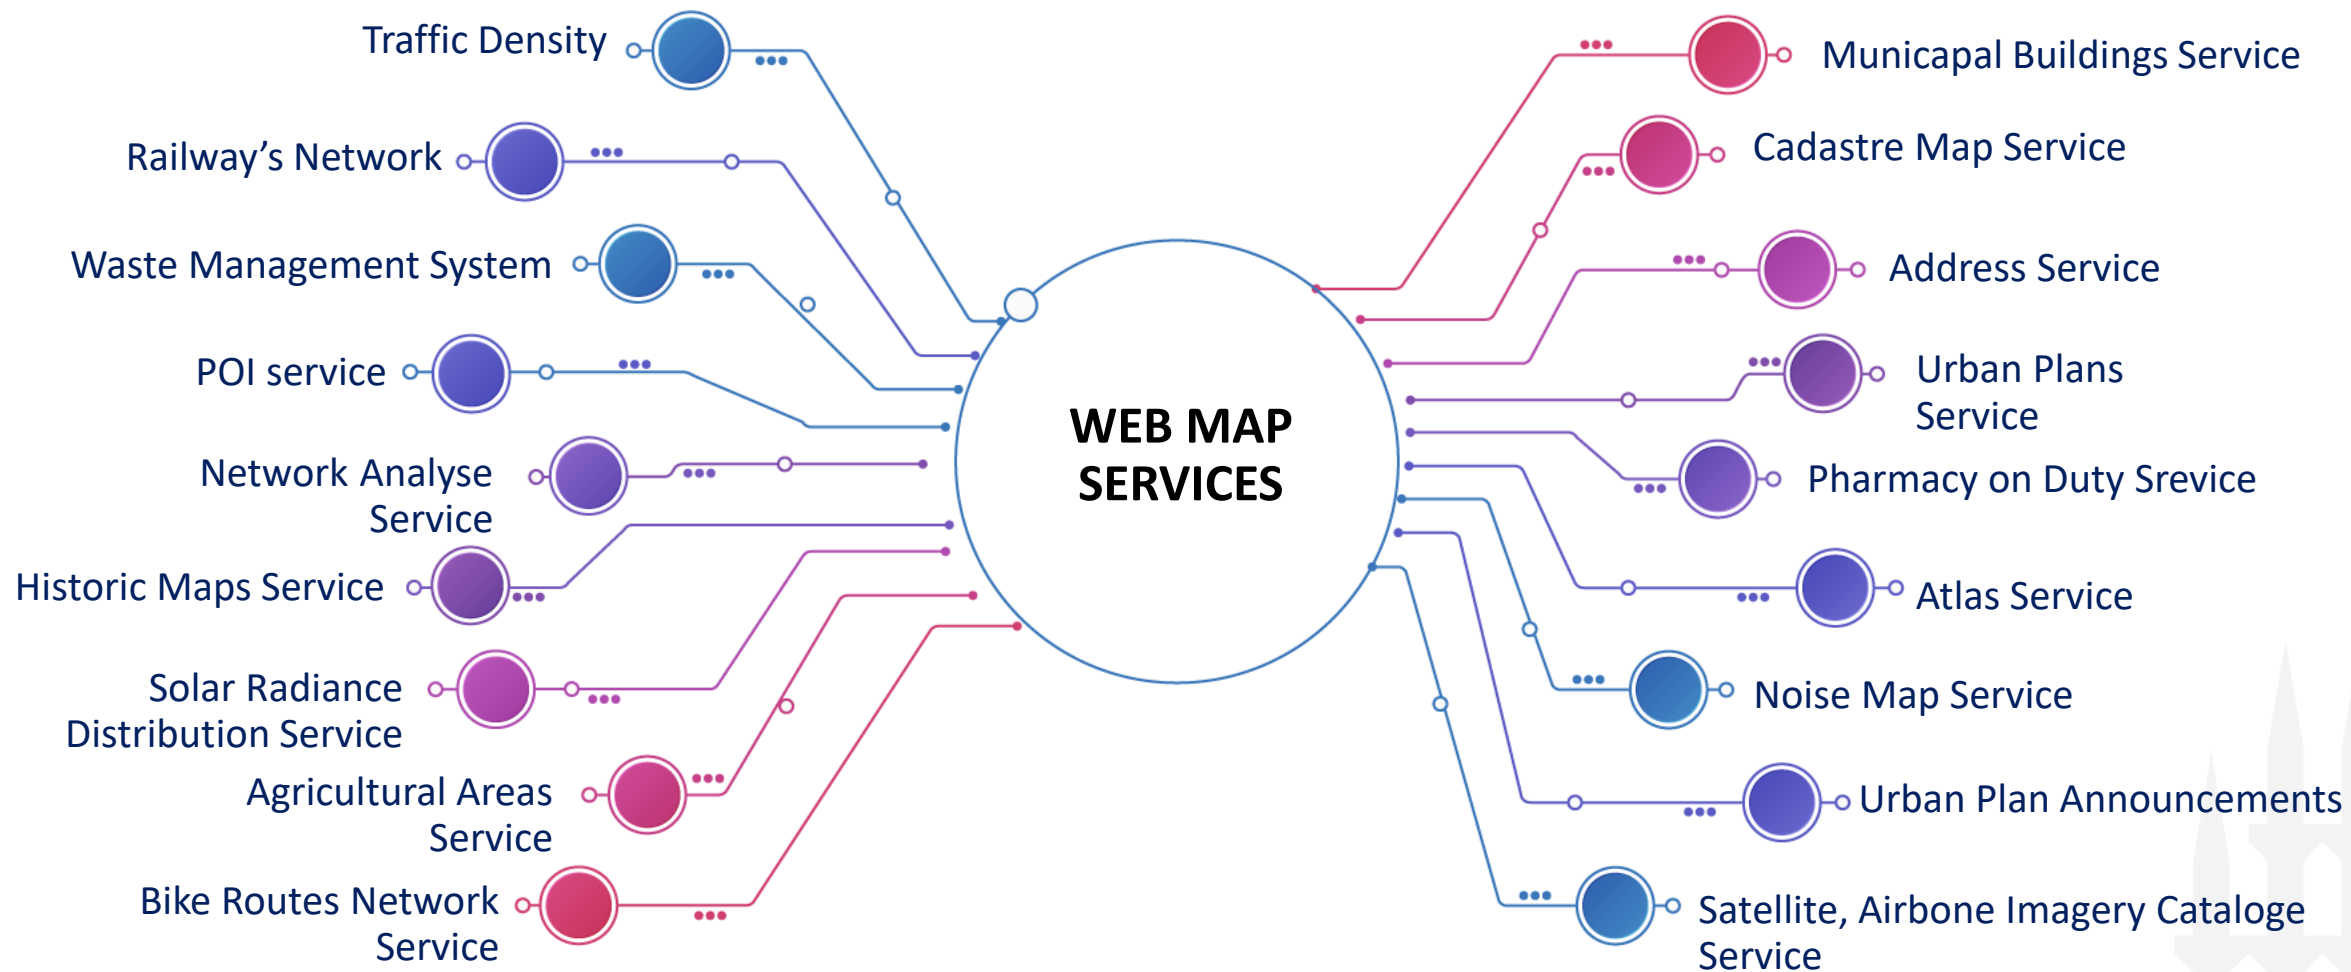 Traffic Density
Railway’s Network
Waste Management System
POI service
Network Analyse
Service
Historic Maps Service
Solar Radiance
Distribution Service
Agricultural Areas
Service
Bike Routes Network
Service
WEB MAP
SERVICES
Municapal Buildings Service
Cadastre Map Service
Address Service
Urban Plans
Service
Pharmacy on Duty Srevice
Atlas Service
Noise Map Service
Urban Plan Announcements
Satellite, Airbone Imagery Cataloge
Service